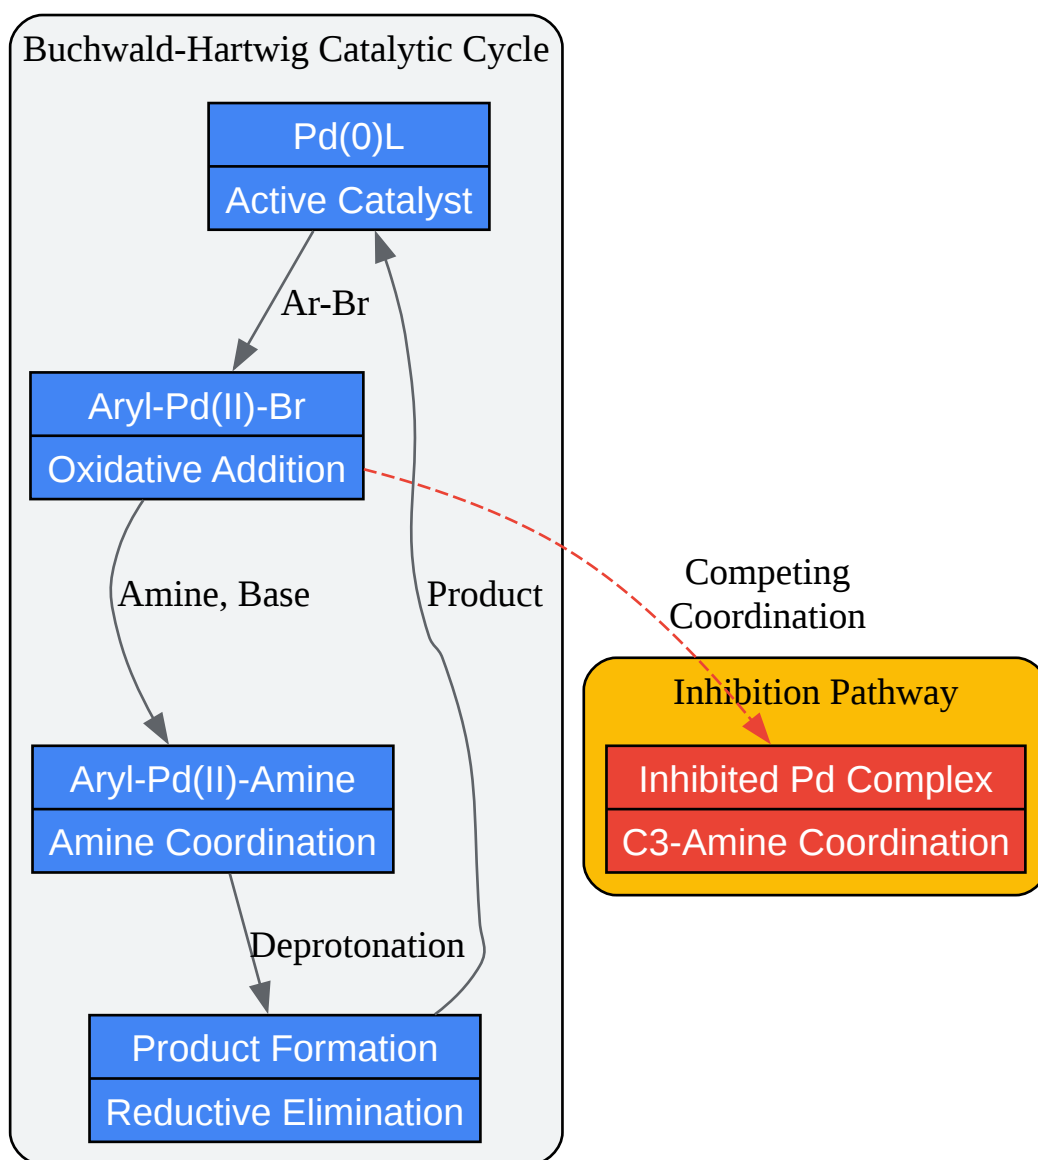 Buchwald-Hartwig Catalytic Cycle
Pd(0)L
Active Catalyst
Ar-Br
Aryl-Pd(II)-Br
Oxidative Addition
Amine, Base
Product
Competing
Coordination
Inhibition Pathway
Aryl-Pd(II)-Amine
Amine Coordination
Inhibited Pd Complex
C3-Amine Coordination
Deprotonation
Product Formation
Reductive Elimination